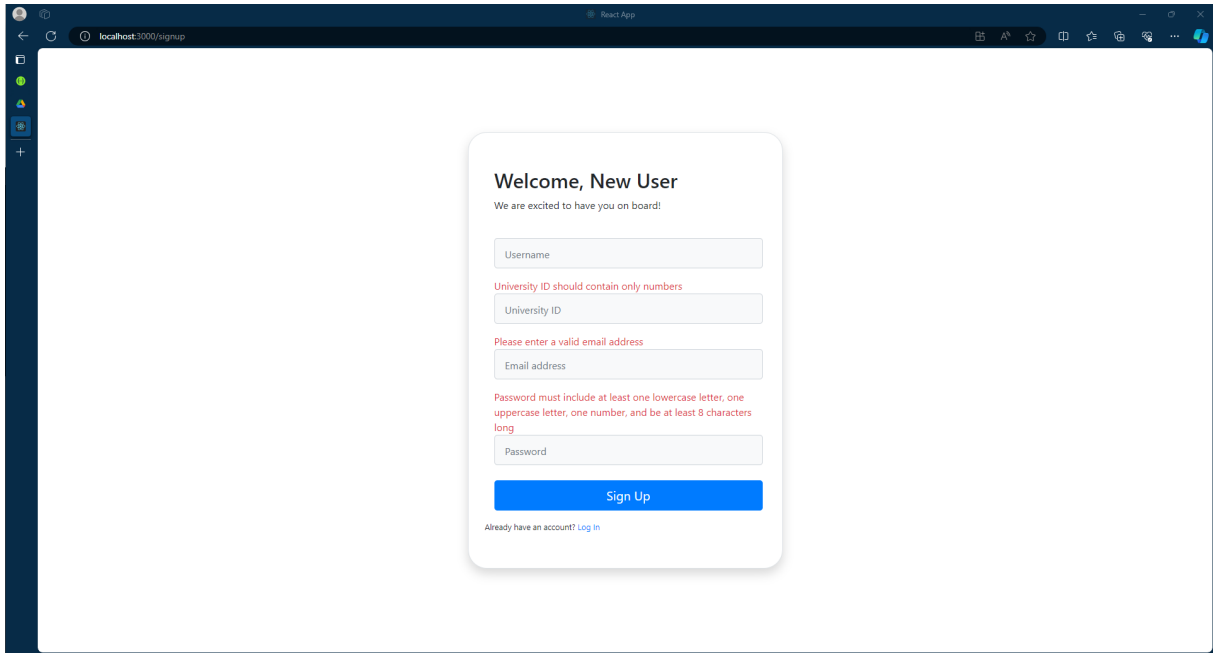 React App
localhost:3000/signup
Welcome, New User
We are excited to have you on board!
Username
University ID should contain only numbers
University ID
Please enter a valid email address
Email address
Password must include at least one lowercase letter, one
uppercase letter, one number, and be at least 8 characters
long
Password
Sign Up
Already have an account? Log In